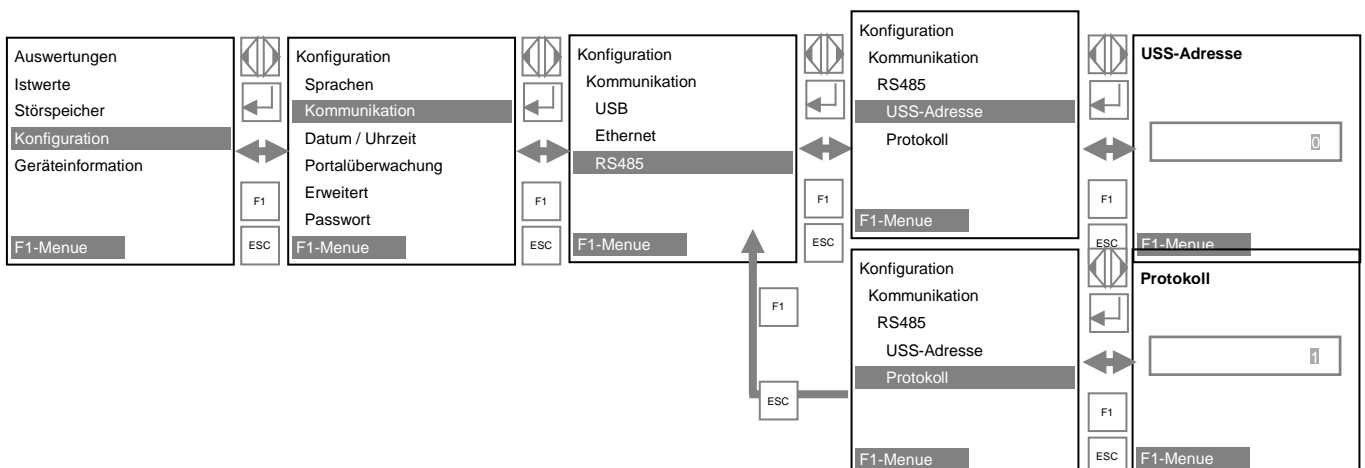 Auswertungen
Istwerte
Störspeicher
Konfiguration
Geräteinformation
F1-Menue
F1
ESC
Konfiguration
Sprachen
Kommunikation
Datum / Uhrzeit
Portalüberwachung
Erweitert
Passwort
F1-Menue
F1
ESC
Konfiguration
Kommunikation
USB
Ethernet
RS485
F1-Menue
F1
ESC
Konfiguration
Kommunikation
RS485
USS-Adresse
Protokoll
F1-Menue
F1
ESC
USS-Adresse
0
F1-Menue
F1
ESC
Konfiguration
Kommunikation
RS485
USS-Adresse
Protokoll
F1-Menue
F1
ESC
Protokoll
1
F1-Menue